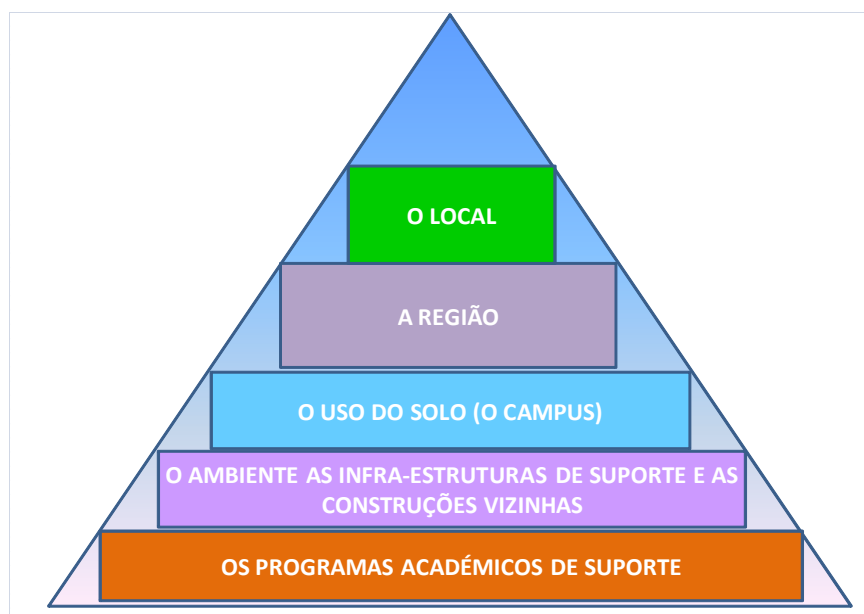 O LOCAL
A REGIÃO
O USO DO SOLO (O CAMPUS)
O AMBIENTE AS INFRA-ESTRUTURAS DE SUPORTE E AS
CONSTRUÇÕES VIZINHAS
OS PROGRAMAS ACADÉMICOS DE SUPORTE